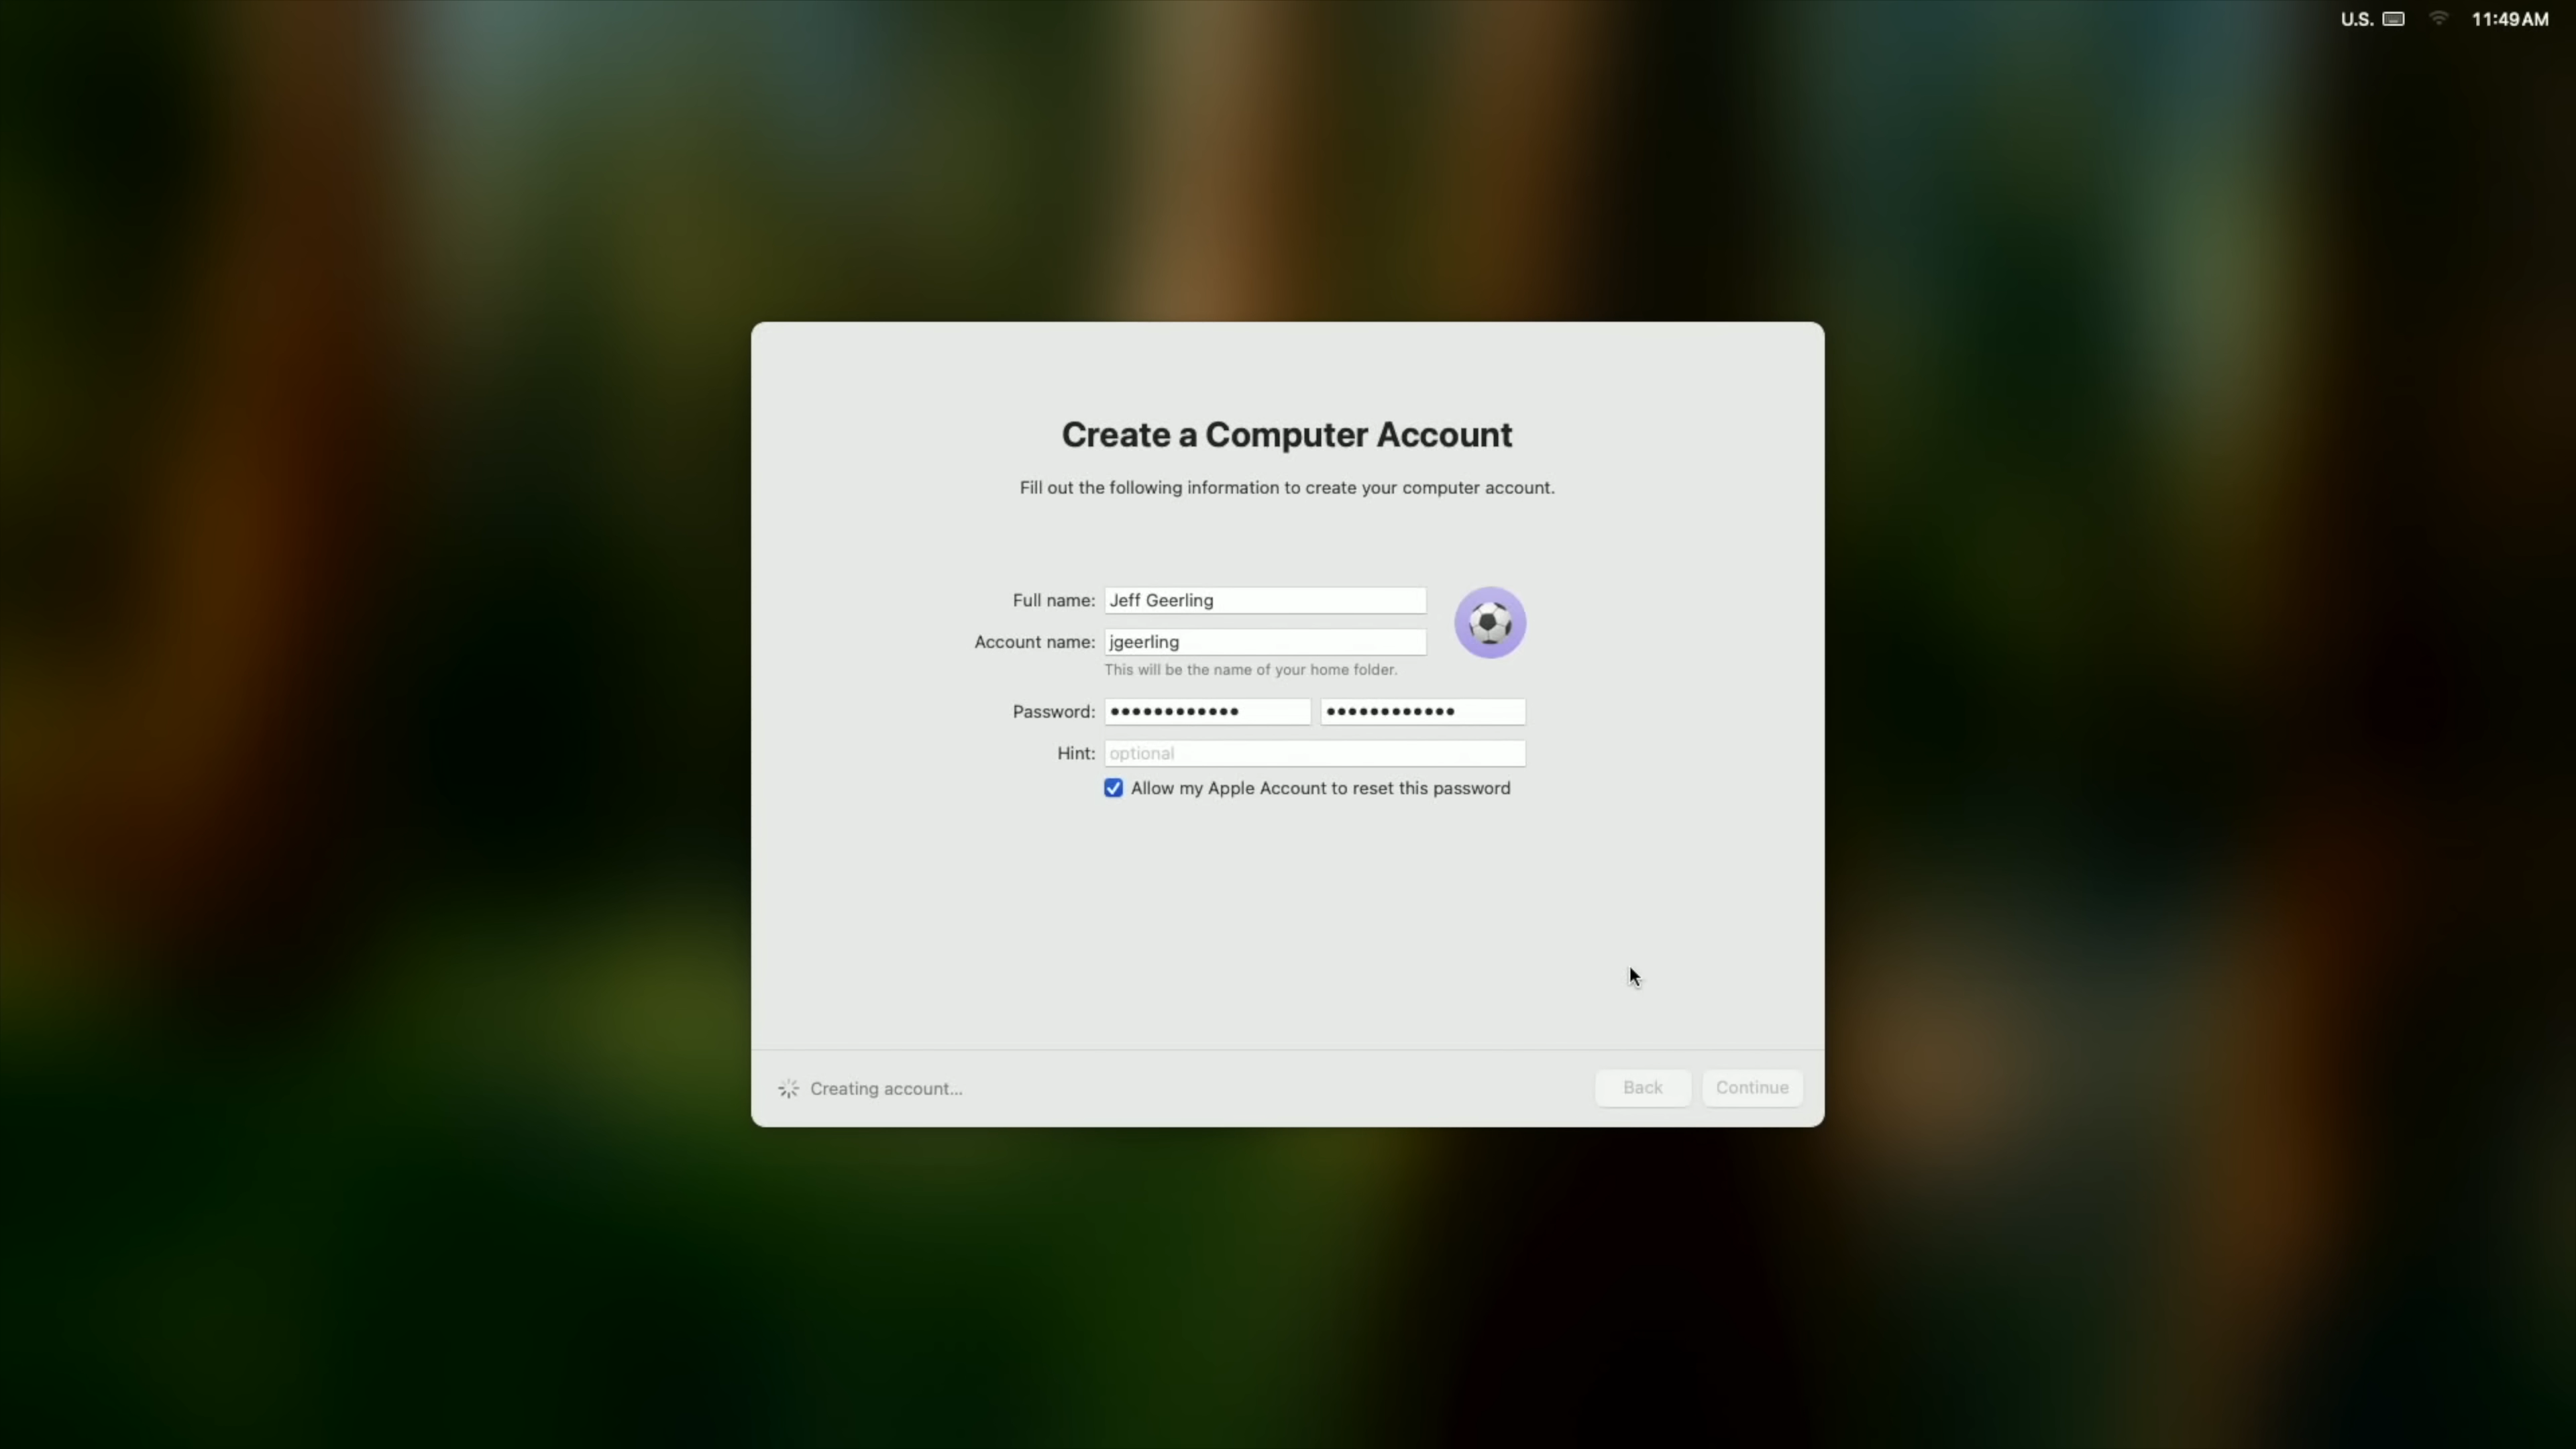 U.S. 11:49 AM
Create a Computer Account
Fill out the following information to create your computer account.
Full name: Jeff Geerling
Account name: jgeerling
This will be the name of your home folder.
Password: •••••••••••• ••••••••••••
Hint: optional
Allow my Apple Account to reset this password
Creating account...
Back Continue